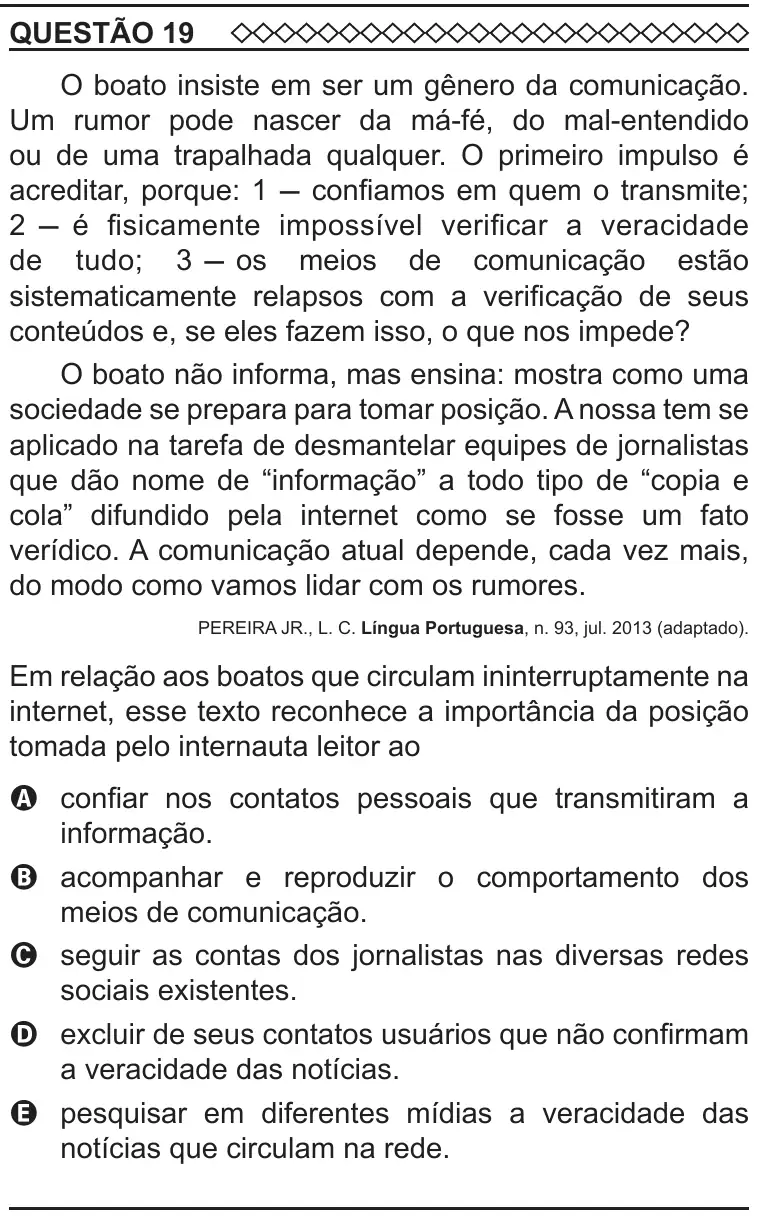 QUESTÃO 19
O boato insiste em ser um gênero da comunicação.
Um rumor pode nascer da má-fé, do mal-entendido
ou de uma trapalhada qualquer. O primeiro impulso é
acreditar, porque: 1 — confiamos em quem o transmite;
2 — é fisicamente impossível verificar a veracidade
de tudo; 3 — os meios de comunicação estão
sistematicamente relapsos com a verificação de seus
conteúdos e, se eles fazem isso, o que nos impede?
O boato não informa, mas ensina: mostra como uma
sociedade se prepara para tomar posição. A nossa tem se
aplicado na tarefa de desmantelar equipes de jornalistas
que dão nome de “informação” a todo tipo de “copia e
cola” difundido pela internet como se fosse um fato
verídico. A comunicação atual depende, cada vez mais,
do modo como vamos lidar com os rumores.
PEREIRA JR., L. C. Língua Portuguesa, n. 93, jul. 2013 (adaptado).
Em relação aos boatos que circulam ininterruptamente na
internet, esse texto reconhece a importância da posição
tomada pelo internauta leitor ao
A confiar nos contatos pessoais que transmitiram a
informação.
B acompanhar e reproduzir o comportamento dos
meios de comunicação.
C seguir as contas dos jornalistas nas diversas redes
sociais existentes.
D excluir de seus contatos usuários que não confirmam
a veracidade das notícias.
E pesquisar em diferentes mídias a veracidade das
notícias que circulam na rede.